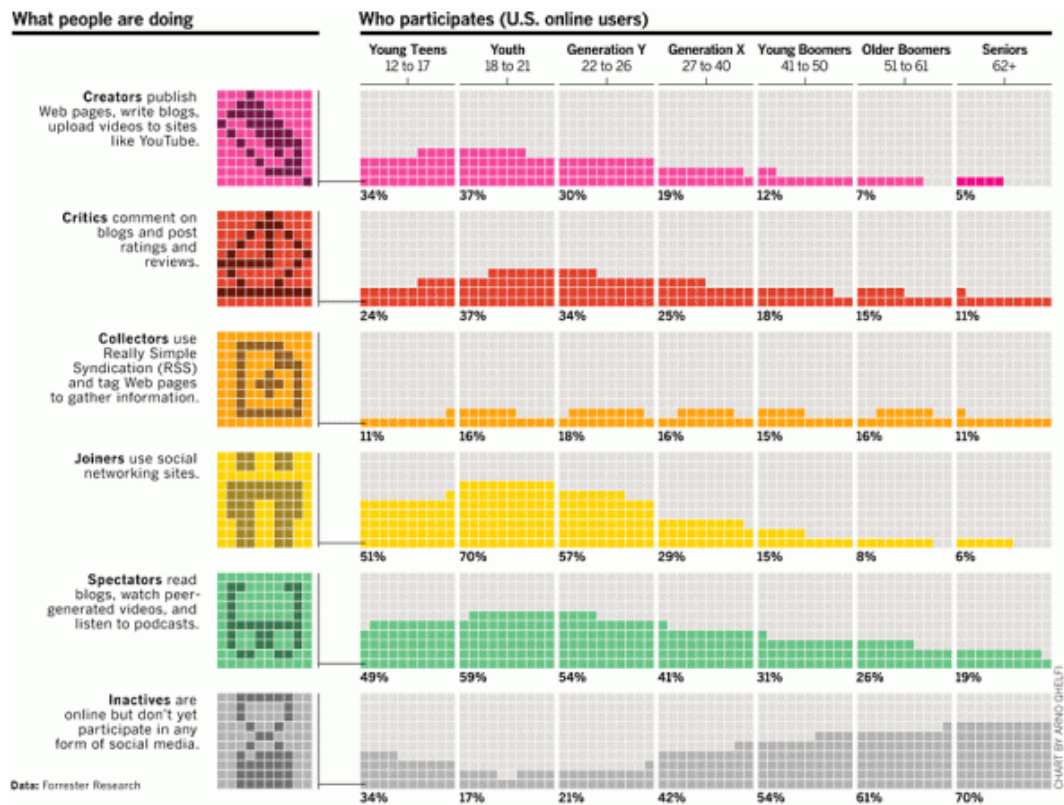 What people are doing
Who participates (U.S. online users)
Young Teens
12 to 17
Youth
18 to 21
Generation Y
22 to 26
Generation X
27 to 40
Young Boomers
41 to 50
Older Boomers
51 to 61
Seniors
62+
Creators publish
Web pages, write blogs,
upload videos to sites
like YouTube.
34% 37% 30% 19% 12% 7% 5%
Critics comment on
blogs and post
ratings and
reviews.
24% 37% 34% 25% 18% 15% 11%
Collectors use
Really Simple
Syndication (RSS)
and tag Web pages
to gather information.
11% 16% 18% 16% 15% 16% 11%
Joiners use social
networking sites.
51% 70% 57% 29% 15% 8% 6%
Spectators read
blogs, watch peer-
generated videos, and
listen to podcasts.
49% 59% 54% 41% 31% 26% 19%
Inactives are
online but don't yet
participate in any
form of social media.
34% 17% 21% 42% 54% 61% 70%
Data: Forrester Research
CHART BY ARNO GHELFI